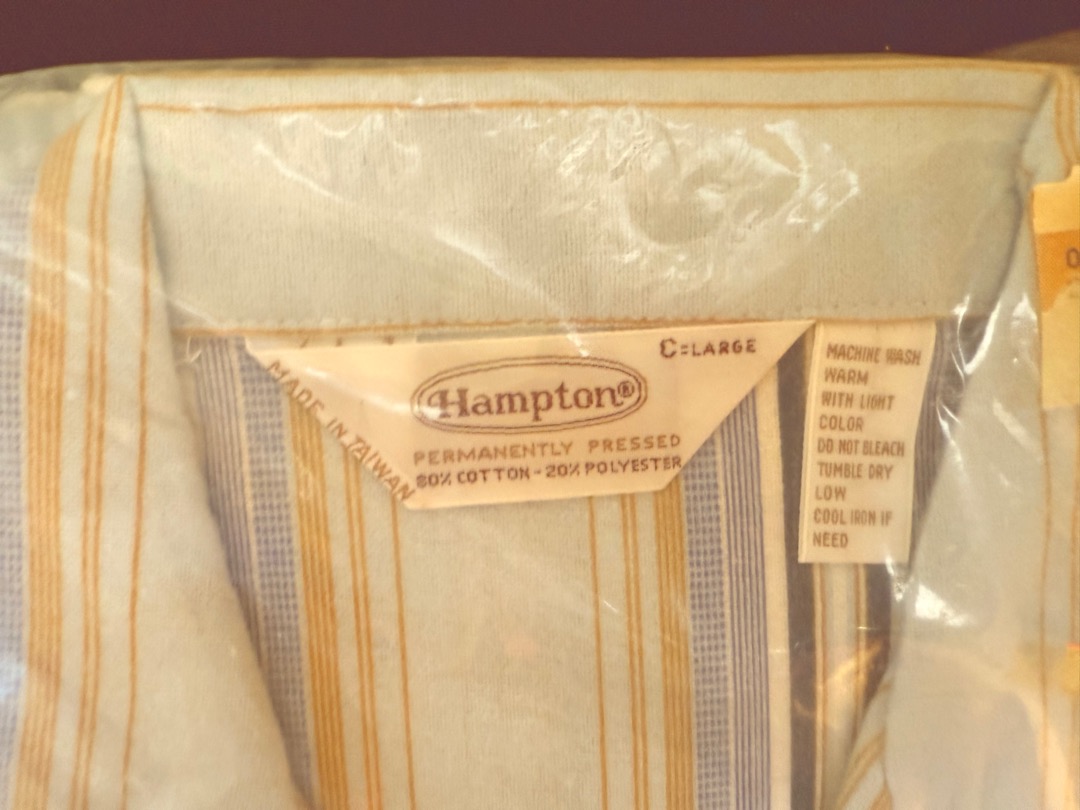 C=LARGE
Hampton®
PERMANENTLY PRESSED
80% COTTON - 20% POLYESTER
MADE IN TAIWAN
MACHINE WASH
WARM
WITH LIGHT
COLOR
DO NOT BLEACH
TUMBLE DRY
LOW
COOL IRON IF
NEED